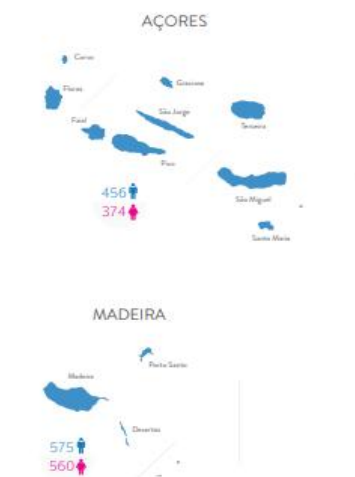 AÇORES
Corvo
Flores
Graciosa
São Jorge
Terceira
Faial
Pico
456
374
São Miguel
Santa Maria
MADEIRA
Porto Santo
Madeira
Desertas
575
560